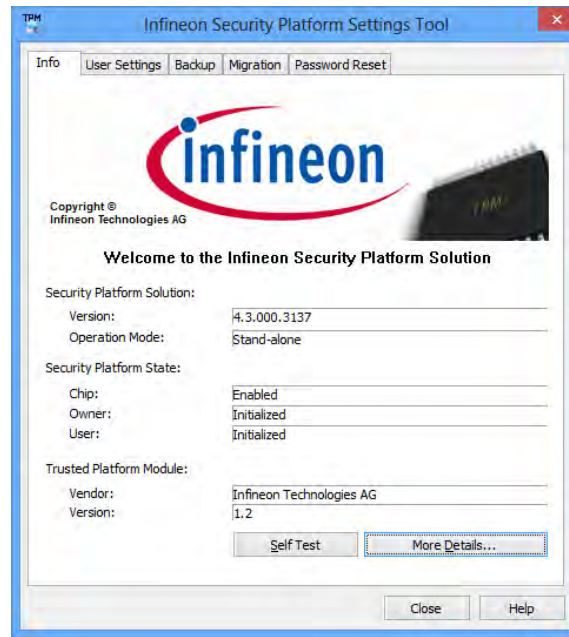 TPM
Infineon Security Platform Settings Tool
Info User Settings Backup Migration Password Reset
infineon
TPM
Copyright ©
Infineon Technologies AG
Welcome to the Infineon Security Platform Solution
Security Platform Solution:
Version: 4.3.000.3137
Operation Mode: Stand-alone
Security Platform State:
Chip: Enabled
Owner: Initialized
User: Initialized
Trusted Platform Module:
Vendor: Infineon Technologies AG
Version: 1.2
Self Test More Details...
Close Help